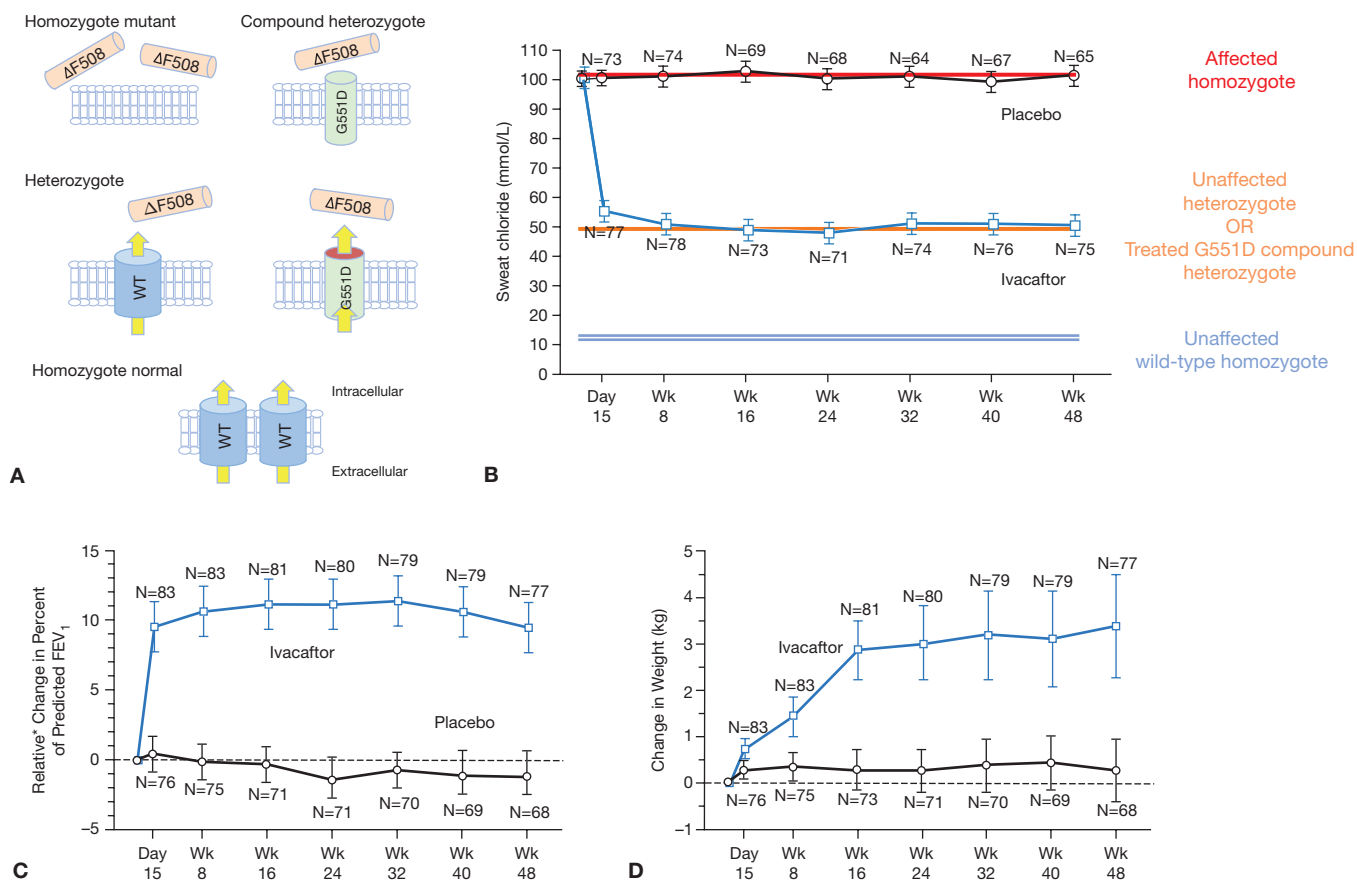 Homozygote mutant
ΔF508
ΔF508
Compound heterozygote
ΔF508
G551D
Heterozygote
ΔF508
WT
ΔF508
G551D
Homozygote normal
WT
WT
Intracellular
Extracellular
A
Sweat chloride (mmol/L)
110
100
90
80
70
60
50
40
30
20
10
0
N=73
N=74
N=69
N=68
N=64
N=67
N=65
Placebo
N=77
N=78
N=73
N=71
N=74
N=76
N=75
Ivacaftor
Day
15
Wk
8
Wk
16
Wk
24
Wk
32
Wk
40
Wk
48
Affected
homozygote
Unaffected
heterozygote
OR
Treated G551D compound
heterozygote
Unaffected
wild-type homozygote
B
Relative* Change in Percent
of Predicted FEV1
15
10
5
0
−5
N=83
N=83
N=81
N=80
N=79
N=79
N=77
Ivacaftor
Placebo
N=76
N=75
N=71
N=71
N=70
N=69
N=68
Day
15
Wk
8
Wk
16
Wk
24
Wk
32
Wk
40
Wk
48
C
Change in Weight (kg)
5
4
3
2
1
0
−1
N=83
N=83
N=81
N=80
N=79
N=79
N=77
Ivacaftor
N=76
N=75
N=73
N=71
N=70
N=69
N=68
Day
15
Wk
8
Wk
16
Wk
24
Wk
32
Wk
40
Wk
48
D